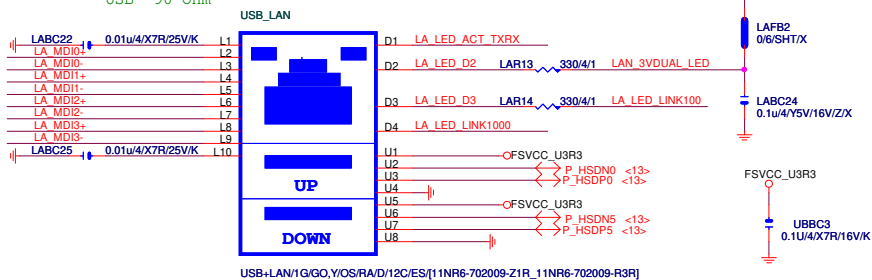 USB 90 Ohm
USB_LAN
LABC22 0.01u/4/X7R/25V/K L1 D1 LA_LED_ACT_TXRX
LAFB2
0/6/SHT/X
LA_MDI0+ L2
LA_MDI0- L3 D2 LA_LED_D2 LAR13 330/4/1 LAN_3VDUAL_LED
LA_MDI1+ L4
LA_MDI1- L5
LA_MDI2+ L6 D3 LA_LED_D3 LAR14 330/4/1 LA_LED_LINK100
LABC24
0.1u/4/Y5V/16V/Z/X
LA_MDI2- L7
LA_MDI3+ L8 D4 LA_LED_LINK1000
LA_MDI3- L9
LABC25 0.01u/4/X7R/25V/K L10
U1 FSVCC_U3R3
U2 P_HSDN0 <13>
U3 P_HSDP0 <13>
UP U4
FSVCC_U3R3
U5 FSVCC_U3R3
U6 P_HSDN5 <13>
U7 P_HSDP5 <13>
DOWN U8
UBBC3
0.1U/4/X7R/16V/K
USB+LAN/1G/GO,Y/OS/RA/D/12C/ES/[11NR6-702009-Z1R_11NR6-702009-R3R]